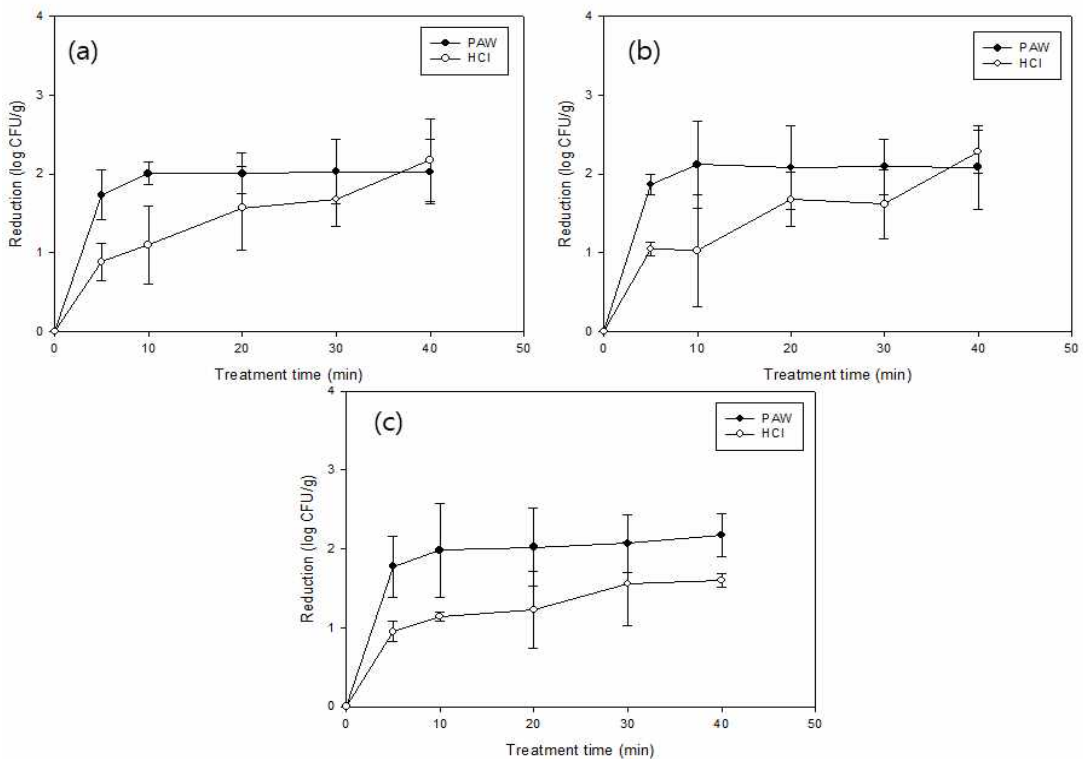 (a)
PAW
HCl
Reduction (log CFU/g)
4
3
2
1
0
0 10 20 30 40 50
Treatment time (min)
(b)
PAW
HCl
Reduction (log CFU/g)
4
3
2
1
0
0 10 20 30 40 50
Treatment time (min)
(c)
PAW
HCl
Reduction (log CFU/g)
4
3
2
1
0
0 10 20 30 40 50
Treatment time (min)